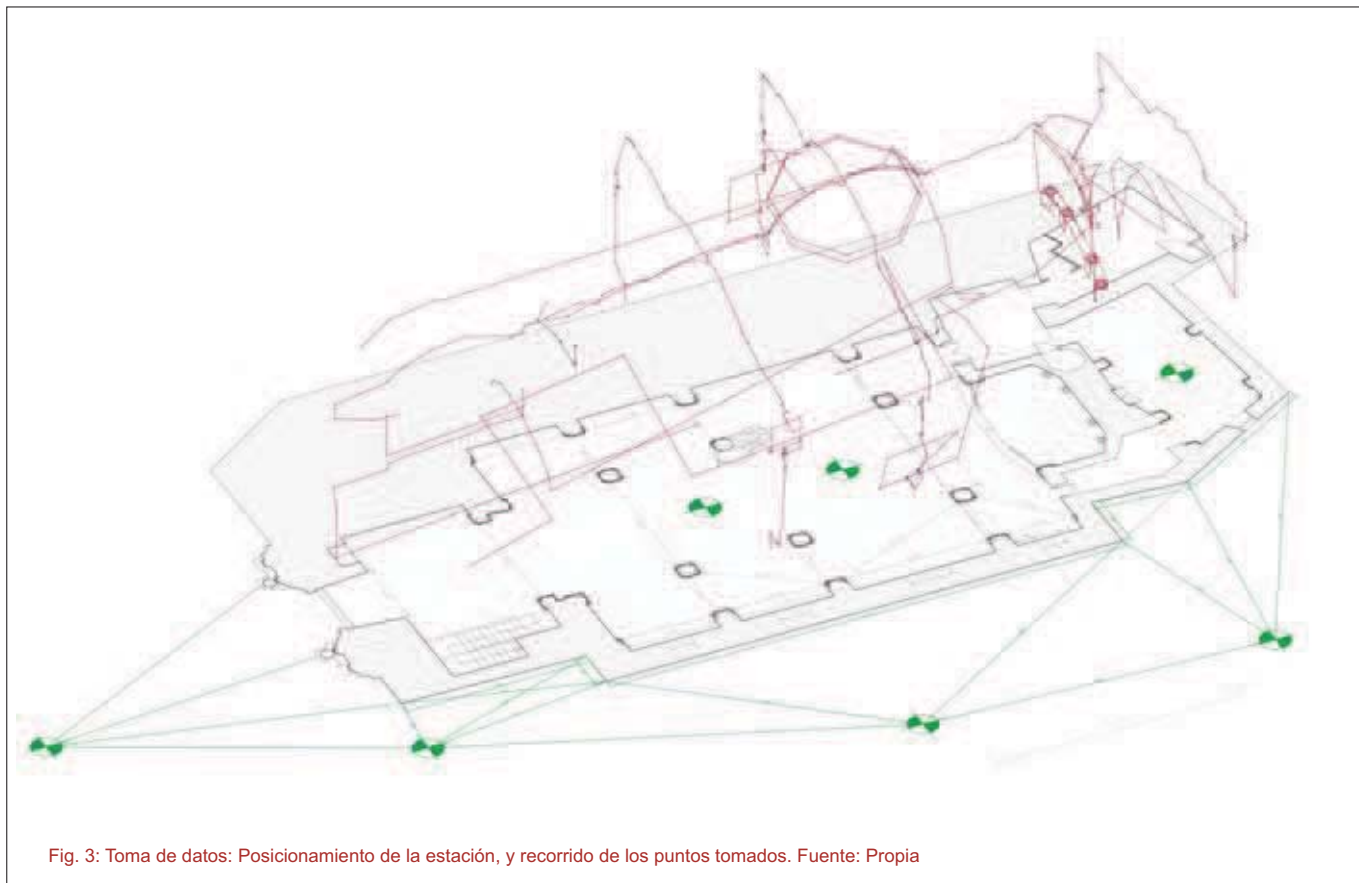 Fig. 3: Toma de datos: Posicionamiento de la estación, y recorrido de los puntos tomados. Fuente: Propia